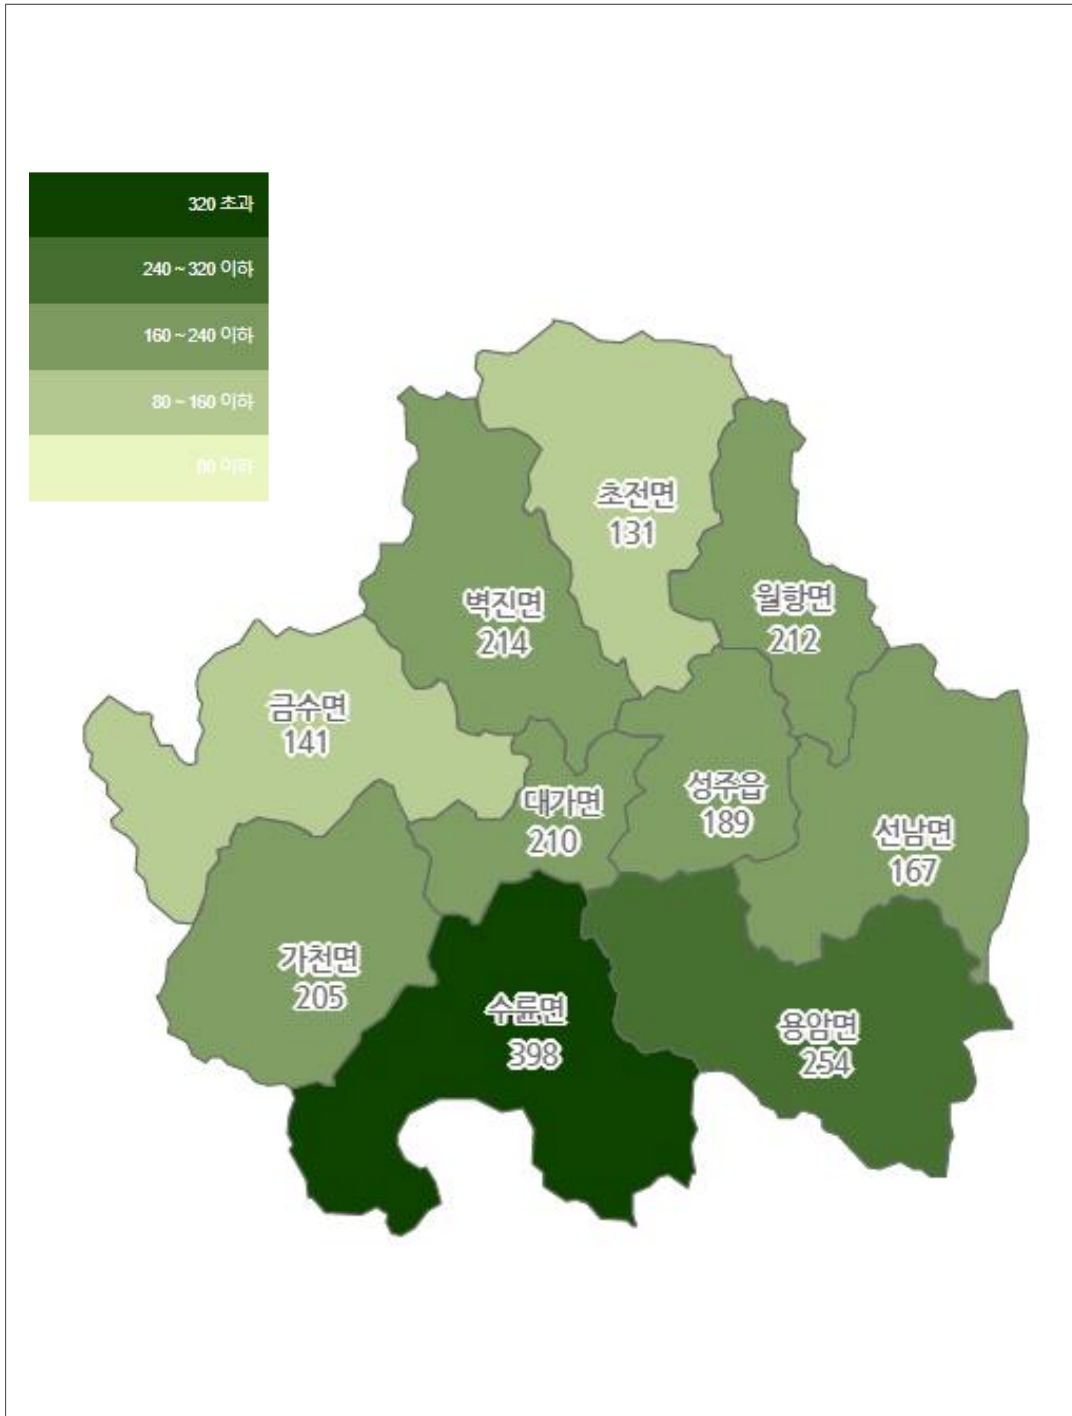 320 초과
240 ~ 320 이하
160 ~ 240 이하
80 ~ 160 이하
80 이하
초전면
131
월항면
212
벽진면
214
금수면
141
성주읍
189
대가면
210
선남면
167
가천면
205
수륜면
398
용암면
254